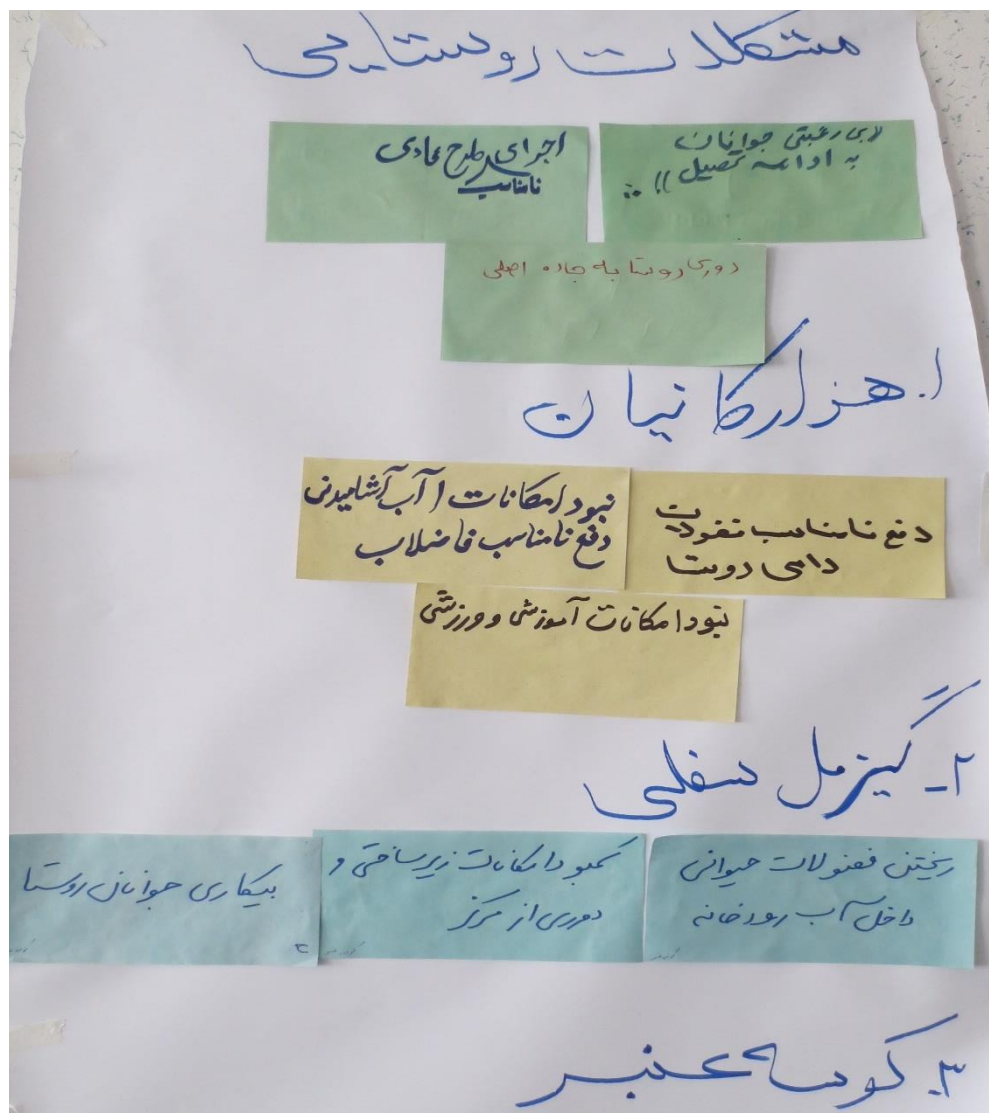 مشکلات روستایی
(( بی رغبتی جوانان
به ادامه تحصیل ))
اجرای طرح هادی
نامناسب
دوری روستا به جاده اصلی
۱. هزارکانیان
دفع نامناسب
دامی روستا
نبود امکانات ( آب آشامیدنی
دفع نامناسب فاضلاب
نبود امکانات آموزشی و ورزشی
۲- گیزمل سفلی
ریختن فضولات حیوانی
داخل آب رودخانه
کمبود امکانات زیرساختی و
دوری از مرکز
بیکاری جوانان روستا
۳. کوسه عنبر